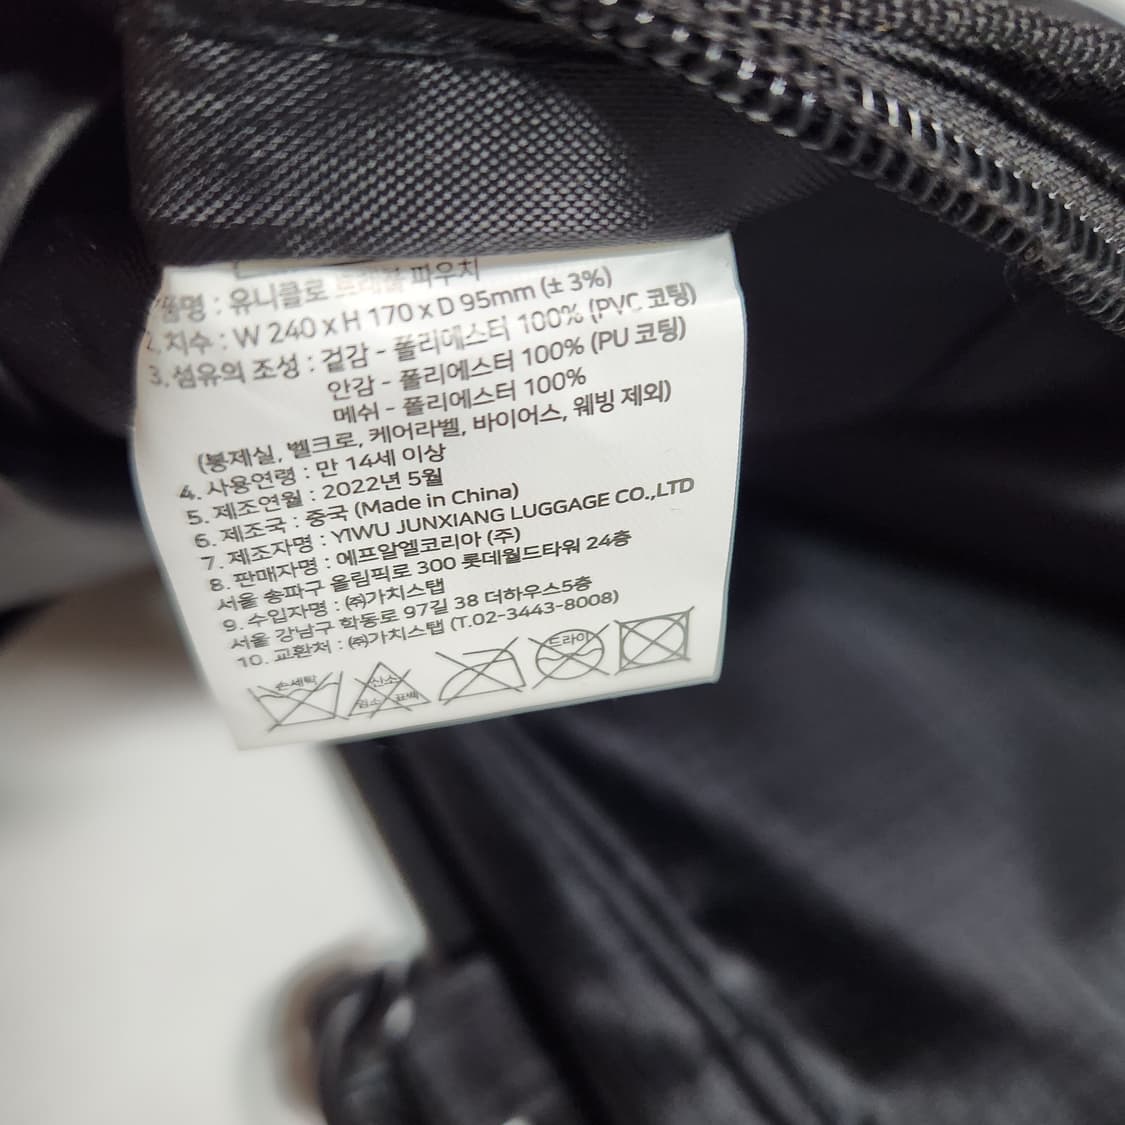 품명 : 유니클로 트래블 파우치
2. 치수 : W 240 x H 170 x D 95mm (± 3%)
3. 섬유의 조성 : 겉감 - 폴리에스터 100% (PVC 코팅)
안감 - 폴리에스터 100% (PU 코팅)
메쉬 - 폴리에스터 100%
(봉제실, 벨크로, 케어라벨, 바이어스, 웨빙 제외)
4. 사용연령 : 만 14세 이상
5. 제조연월 : 2022년 5월
6. 제조국 : 중국 (Made in China)
7. 제조자명 : YIWU JUNXIANG LUGGAGE CO.,LTD
8. 판매자명 : 에프알엘코리아 (주)
서울 송파구 올림픽로 300 롯데월드타워 24층
9. 수입자명 : ㈜가치스탭
서울 강남구 학동로 97길 38 더하우스5층
10. 교환처 : ㈜가치스탭 (T.02-3443-8008)
손세탁
산소
염소 표백
드라이